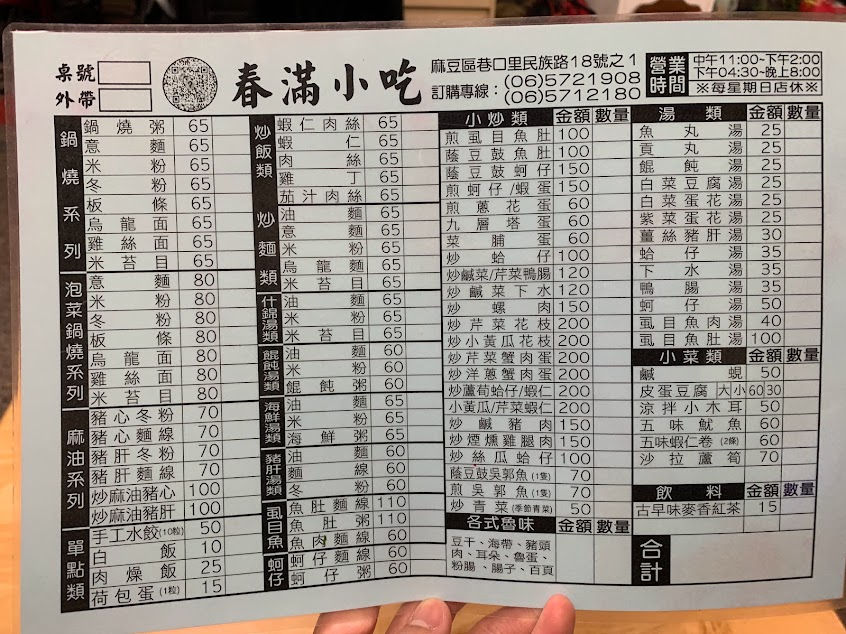 桌號
外帶
春滿小吃
麻豆區巷口里民族路18號之1
訂購專線：(06)5721908
(06)5712180
營業時間
中午11:00~下午2:00
下午04:30~晚上8:00
※每星期日店休※
鍋燒系列
鍋燒粥 65
意麵 65
米粉 65
冬粉 65
板條 65
烏龍面 65
雞絲面 65
米苔目 65
泡菜鍋燒系列
意麵 80
米粉 80
冬粉 80
板條 80
烏龍面 80
雞絲面 80
米苔目 80
麻油系列
豬心冬粉 70
豬心麵線 70
豬肝冬粉 70
豬肝麵線 70
炒麻油豬心 100
炒麻油豬肝 100
單點類
手工水餃(10粒) 50
白飯 10
肉燥飯 25
荷包蛋(1粒) 15
炒飯類
蝦仁肉絲 65
蝦仁 65
肉絲 65
雞丁 65
茄汁肉絲 65
炒麵類
油麵 65
意麵 65
米粉 65
烏龍麵 65
米苔目 65
什錦湯類
油麵 65
米粉 65
米苔目 65
餛飩湯類
油麵 60
米粉 60
餛飩粥 60
海鮮湯類
油麵 65
米粉 65
海鮮粥 65
豬肝湯類
油麵 60
麵線 60
冬粉 60
虱目魚
魚肚麵線 110
魚肚粥 110
魚肉麵線 60
蚵仔
蚵仔麵線 60
蚵仔粥 60
小炒類 金額 數量
煎虱目魚肚 100
蔭豆鼓魚肚 100
蔭豆鼓蚵仔 150
煎蚵仔/蝦蛋 150
煎蔥花蛋 60
九層塔蛋 60
菜脯蛋 60
炒蛤仔 100
炒鹹菜/芹菜鴨腸 120
炒鹹菜下水 120
炒螺肉 150
炒芹菜花枝 200
炒小黃瓜花枝 200
炒芹菜蟹肉蛋 200
炒洋蔥蟹肉蛋 200
炒蘆筍蛤仔/蝦仁 200
小黃瓜/芹菜蝦仁 200
炒鹹豬肉 150
炒煙燻雞腿肉 150
炒絲瓜蛤仔 100
蔭豆鼓吳郭魚(1隻) 70
煎吳郭魚(1隻) 70
炒青菜(季節青菜) 50
各式魯味 金額 數量
豆干、海帶、豬頭
肉、耳朵、魯蛋、
粉腸、腸子、百頁
湯類 金額 數量
魚丸湯 25
貢丸湯 25
餛飩湯 25
白菜豆腐湯 25
白菜蛋花湯 25
紫菜蛋花湯 25
薑絲豬肝湯 30
蛤仔湯 35
下水湯 35
鴨腸湯 35
蚵仔湯 50
虱目魚肉湯 40
虱目魚肚湯 100
小菜類 金額 數量
鹹蜆 50
皮蛋豆腐 大小 60 30
涼拌小木耳 50
五味魷魚 60
五味蝦仁卷(2條) 60
沙拉蘆筍 70
飲料 金額 數量
古早味麥香紅茶 15
合計